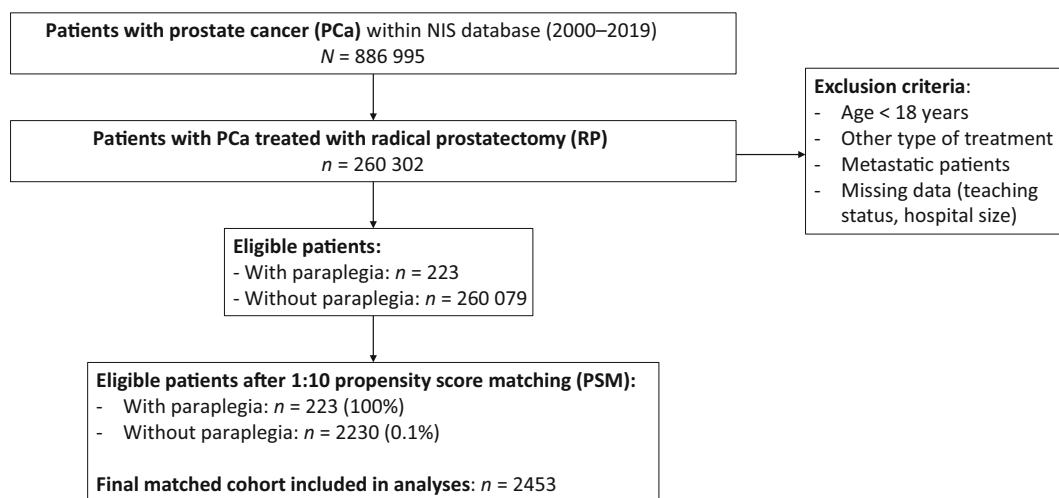 Patients with prostate cancer (PCa) within NIS database (2000–2019)
N = 886 995
Patients with PCa treated with radical prostatectomy (RP)
n = 260 302
Exclusion criteria:
- Age < 18 years
- Other type of treatment
- Metastatic patients
- Missing data (teaching
status, hospital size)
Eligible patients:
- With paraplegia: n = 223
- Without paraplegia: n = 260 079
Eligible patients after 1:10 propensity score matching (PSM):
- With paraplegia: n = 223 (100%)
- Without paraplegia: n = 2230 (0.1%)
Final matched cohort included in analyses: n = 2453